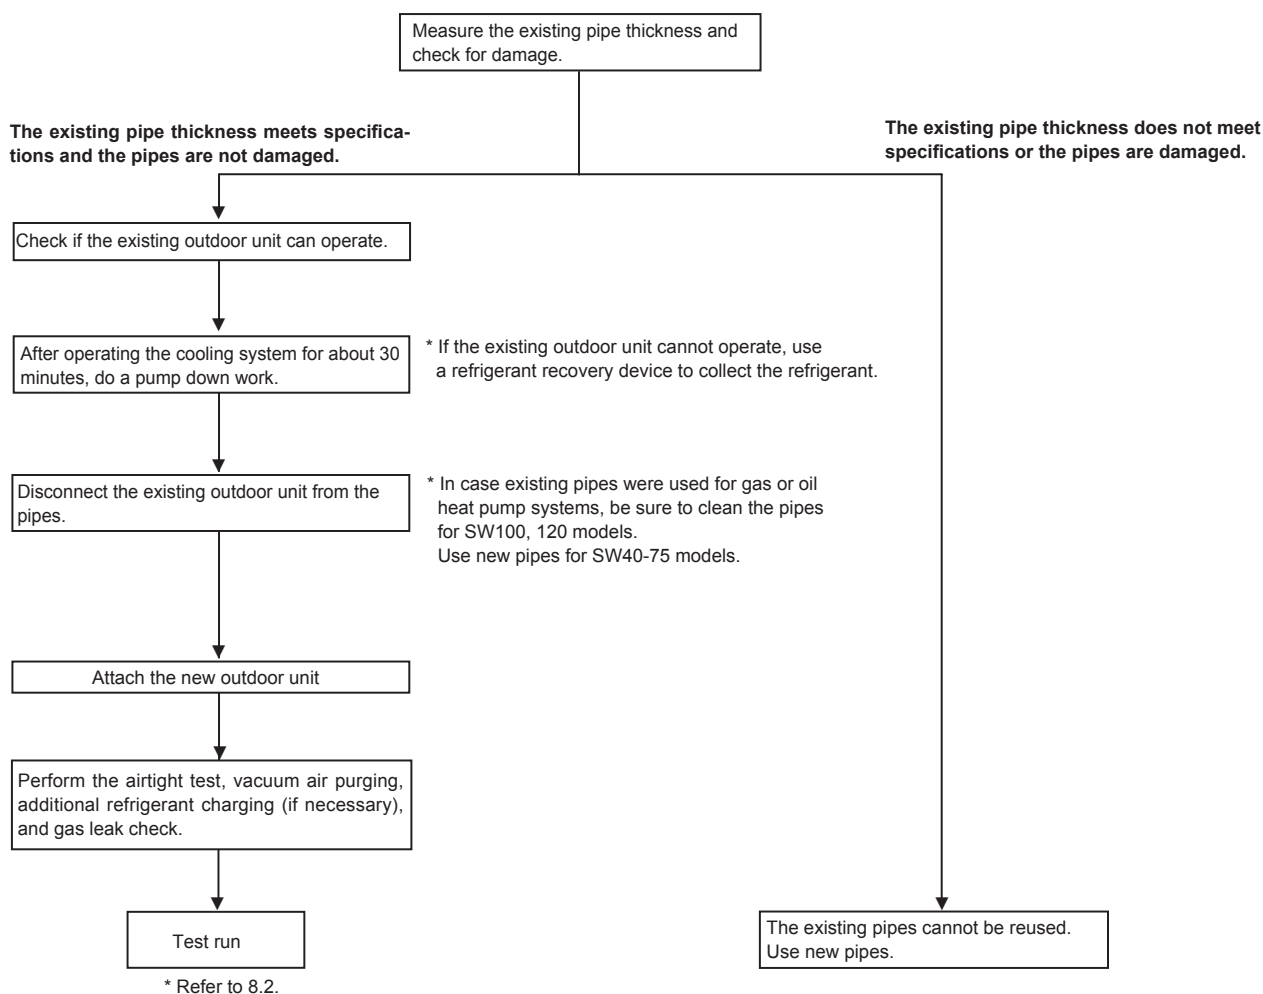 Measure the existing pipe thickness and
check for damage.
The existing pipe thickness meets specifica-
tions and the pipes are not damaged.
The existing pipe thickness does not meet
specifications or the pipes are damaged.
Check if the existing outdoor unit can operate.
After operating the cooling system for about 30
minutes, do a pump down work.
* If the existing outdoor unit cannot operate, use
a refrigerant recovery device to collect the refrigerant.
Disconnect the existing outdoor unit from the
pipes.
* In case existing pipes were used for gas or oil
heat pump systems, be sure to clean the pipes
for SW100, 120 models.
Use new pipes for SW40-75 models.
Attach the new outdoor unit
Perform the airtight test, vacuum air purging,
additional refrigerant charging (if necessary),
and gas leak check.
Test run
* Refer to 8.2.
The existing pipes cannot be reused.
Use new pipes.